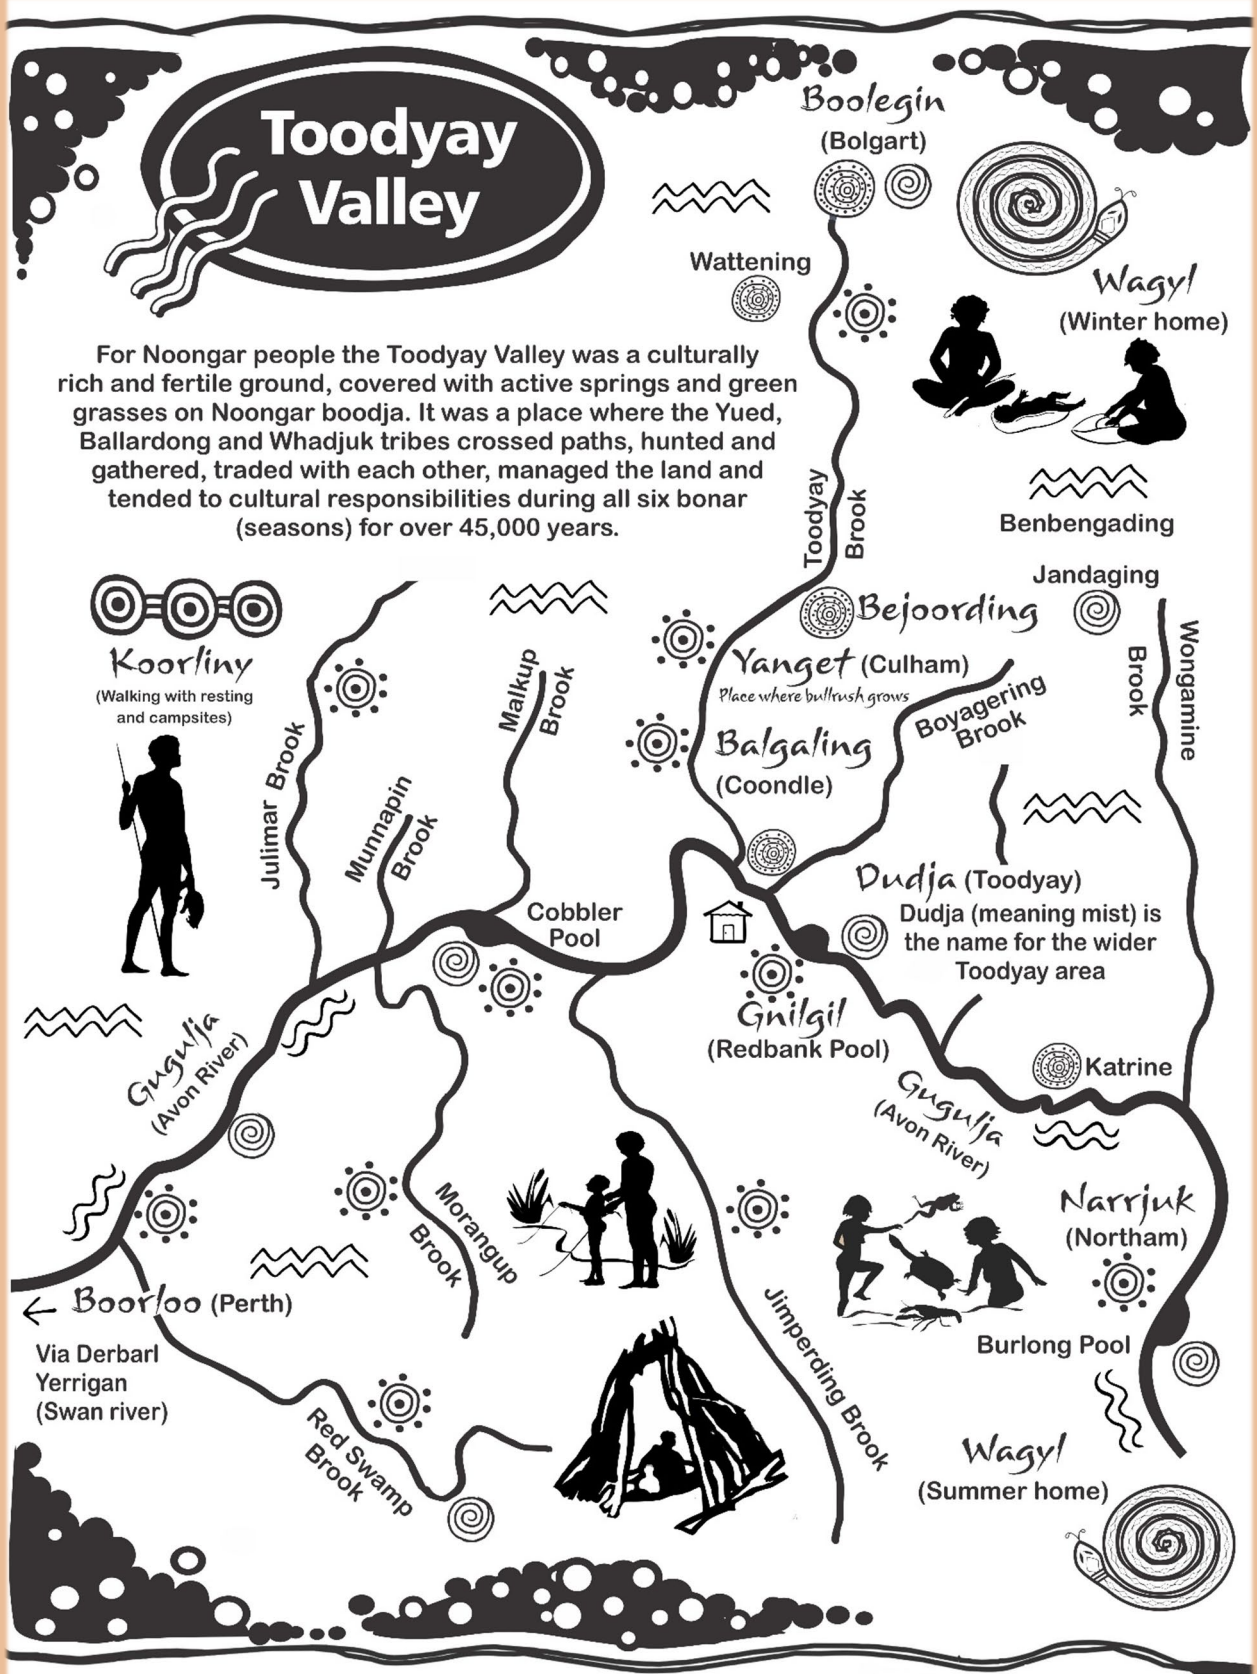 Toodyay
Valley
Boolegin
(Bolgart)
Wattening
Wagyl
(Winter home)
For Noongar people the Toodyay Valley was a culturally
rich and fertile ground, covered with active springs and green
grasses on Noongar boodja. It was a place where the Yued,
Ballardong and Whadjuk tribes crossed paths, hunted and
gathered, traded with each other, managed the land and
tended to cultural responsibilities during all six bonar
(seasons) for over 45,000 years.
Toodyay
Brook
Benbengading
Jandaging
Bejoording
Koorliny
(Walking with resting
and campsites)
Yanget (Culham)
Place where bullrush grows
Boyagering
Brook
Wongamine
Brook
Malkup
Brook
Balgaling
(Coondle)
Julimar Brook
Munnapin
Brook
Dudja (Toodyay)
Dudja (meaning mist) is
the name for the wider
Toodyay area
Cobbler
Pool
Gnilgil
(Redbank Pool)
Gugulja
(Avon River)
Katrine
Gugulja
(Avon River)
Narrjuk
(Northam)
Morangup
Brook
Boorloo (Perth)
Via Derbarl
Yerrigan
(Swan river)
Jimperding Brook
Burlong Pool
Red Swamp
Brook
Wagyl
(Summer home)